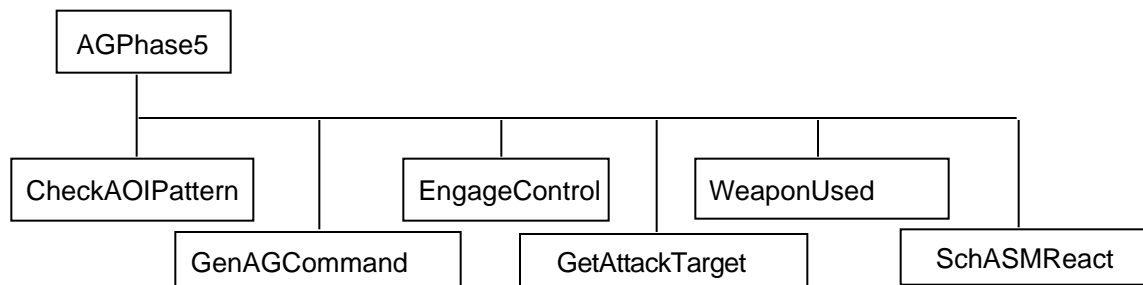 AGPhase5
CheckAOIPattern
EngageControl
WeaponUsed
GenAGCommand
GetAttackTarget
SchASMReact